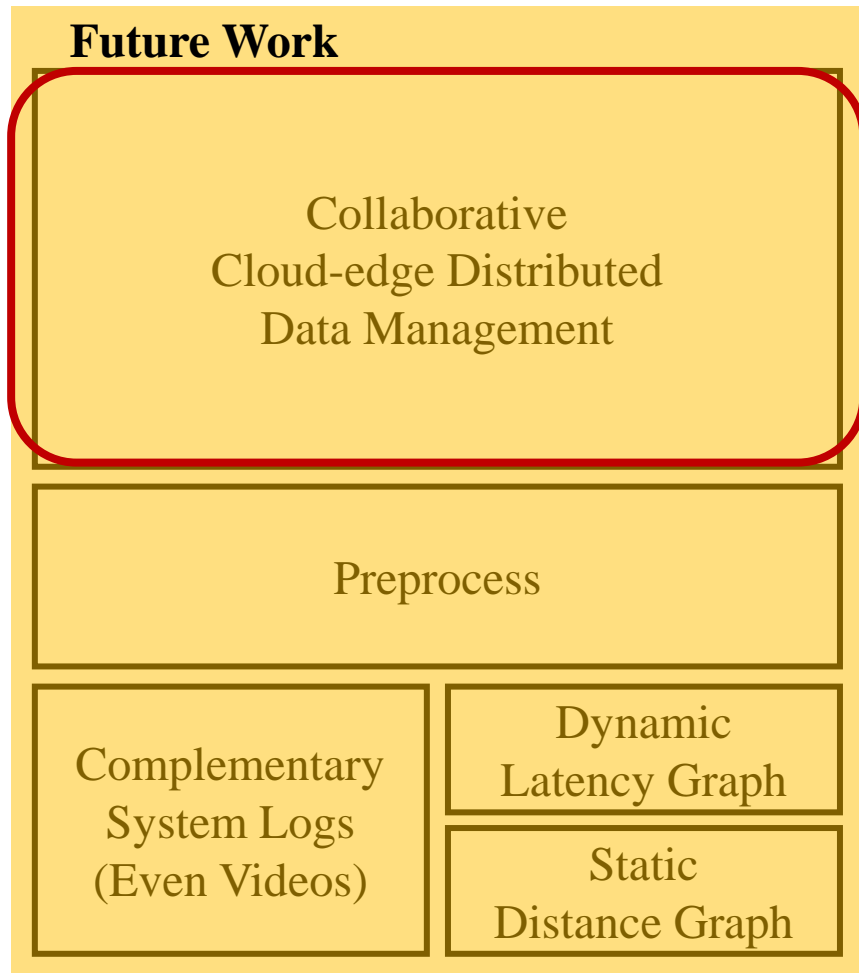 Future Work
Collaborative
Cloud-edge Distributed
Data Management
Preprocess
Complementary
System Logs
(Even Videos)
Dynamic
Latency Graph
Static
Distance Graph